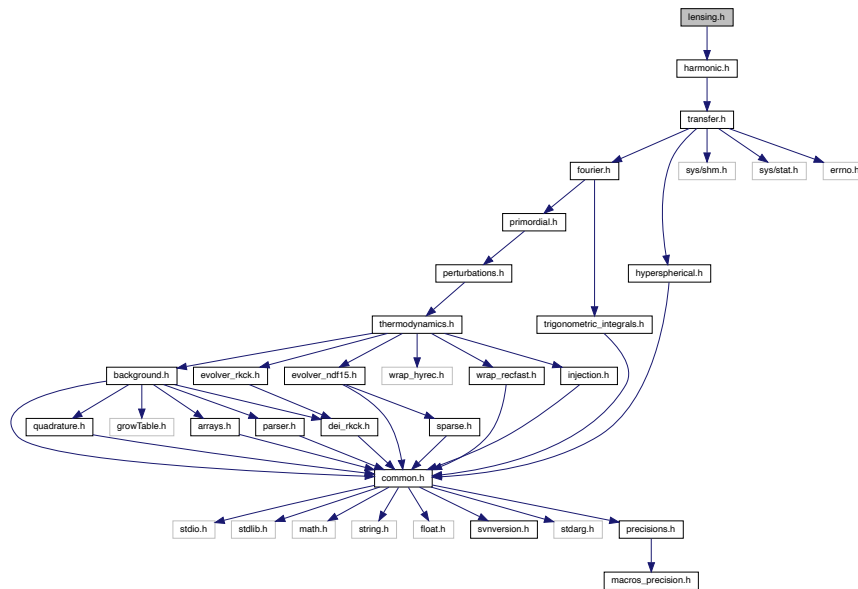 lensing.h
harmonic.h
transfer.h
fourier.h
sys/shm.h
sys/stat.h
errno.h
primordial.h
perturbations.h
hyperspherical.h
thermodynamics.h
trigonometric_integrals.h
background.h
evolver_rkck.h
evolver_ndf15.h
wrap_hyrec.h
wrap_recfast.h
injection.h
quadrature.h
growTable.h
arrays.h
parser.h
dei_rkck.h
sparse.h
common.h
stdio.h
stdlib.h
math.h
string.h
float.h
svnversion.h
stdarg.h
precisions.h
macros_precision.h